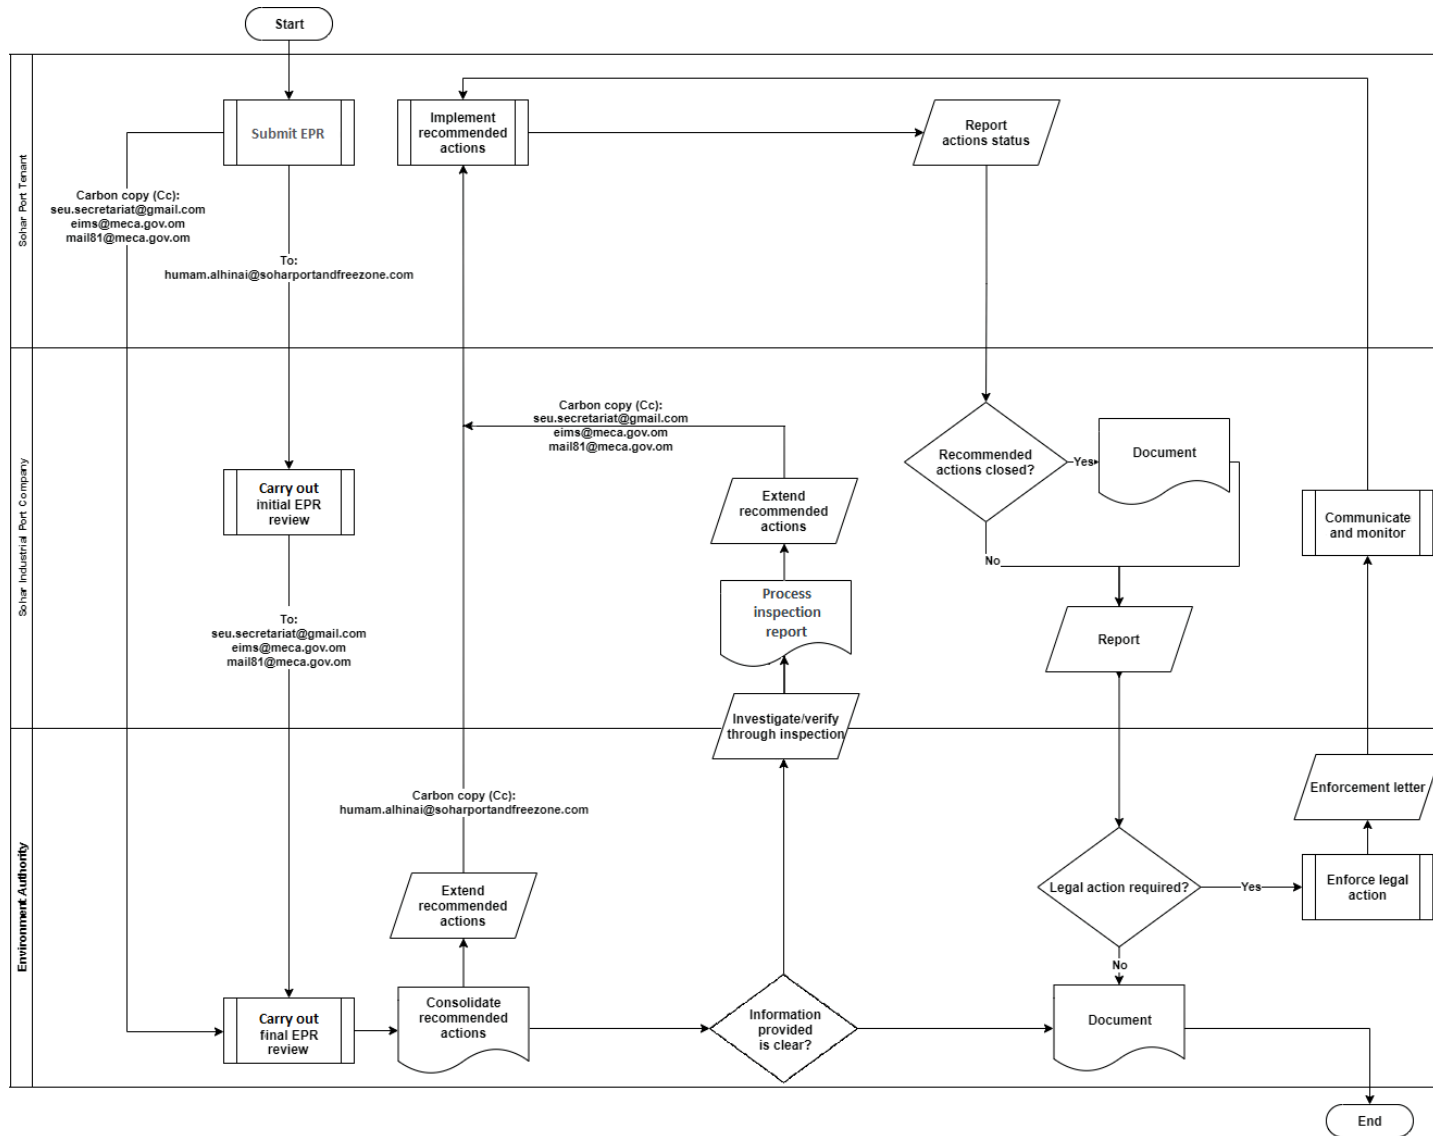 Start
Sohar Port Tenant
Submit EPR
Implement
recommended
actions
Report
actions status
Carbon copy (Cc):
seu.secretariat@gmail.com
eims@meca.gov.om
mail81@meca.gov.om
To:
humam.alhinai@soharportandfreezone.com
Sohar Industrial Port Company
Carbon copy (Cc):
seu.secretariat@gmail.com
eims@meca.gov.om
mail81@meca.gov.om
Recommended
actions closed?
Yes
Document
No
Carry out
initial EPR
review
Extend
recommended
actions
Communicate
and monitor
Process
inspection
report
To:
seu.secretariat@gmail.com
eims@meca.gov.om
mail81@meca.gov.om
Report
Investigate/verify
through inspection
Environment Authority
Carbon copy (Cc):
humam.alhinai@soharportandfreezone.com
Enforcement letter
Extend
recommended
actions
Legal action required?
Yes
Enforce legal
action
No
Carry out
final EPR
review
Consolidate
recommended
actions
Information
provided
is clear?
Document
End